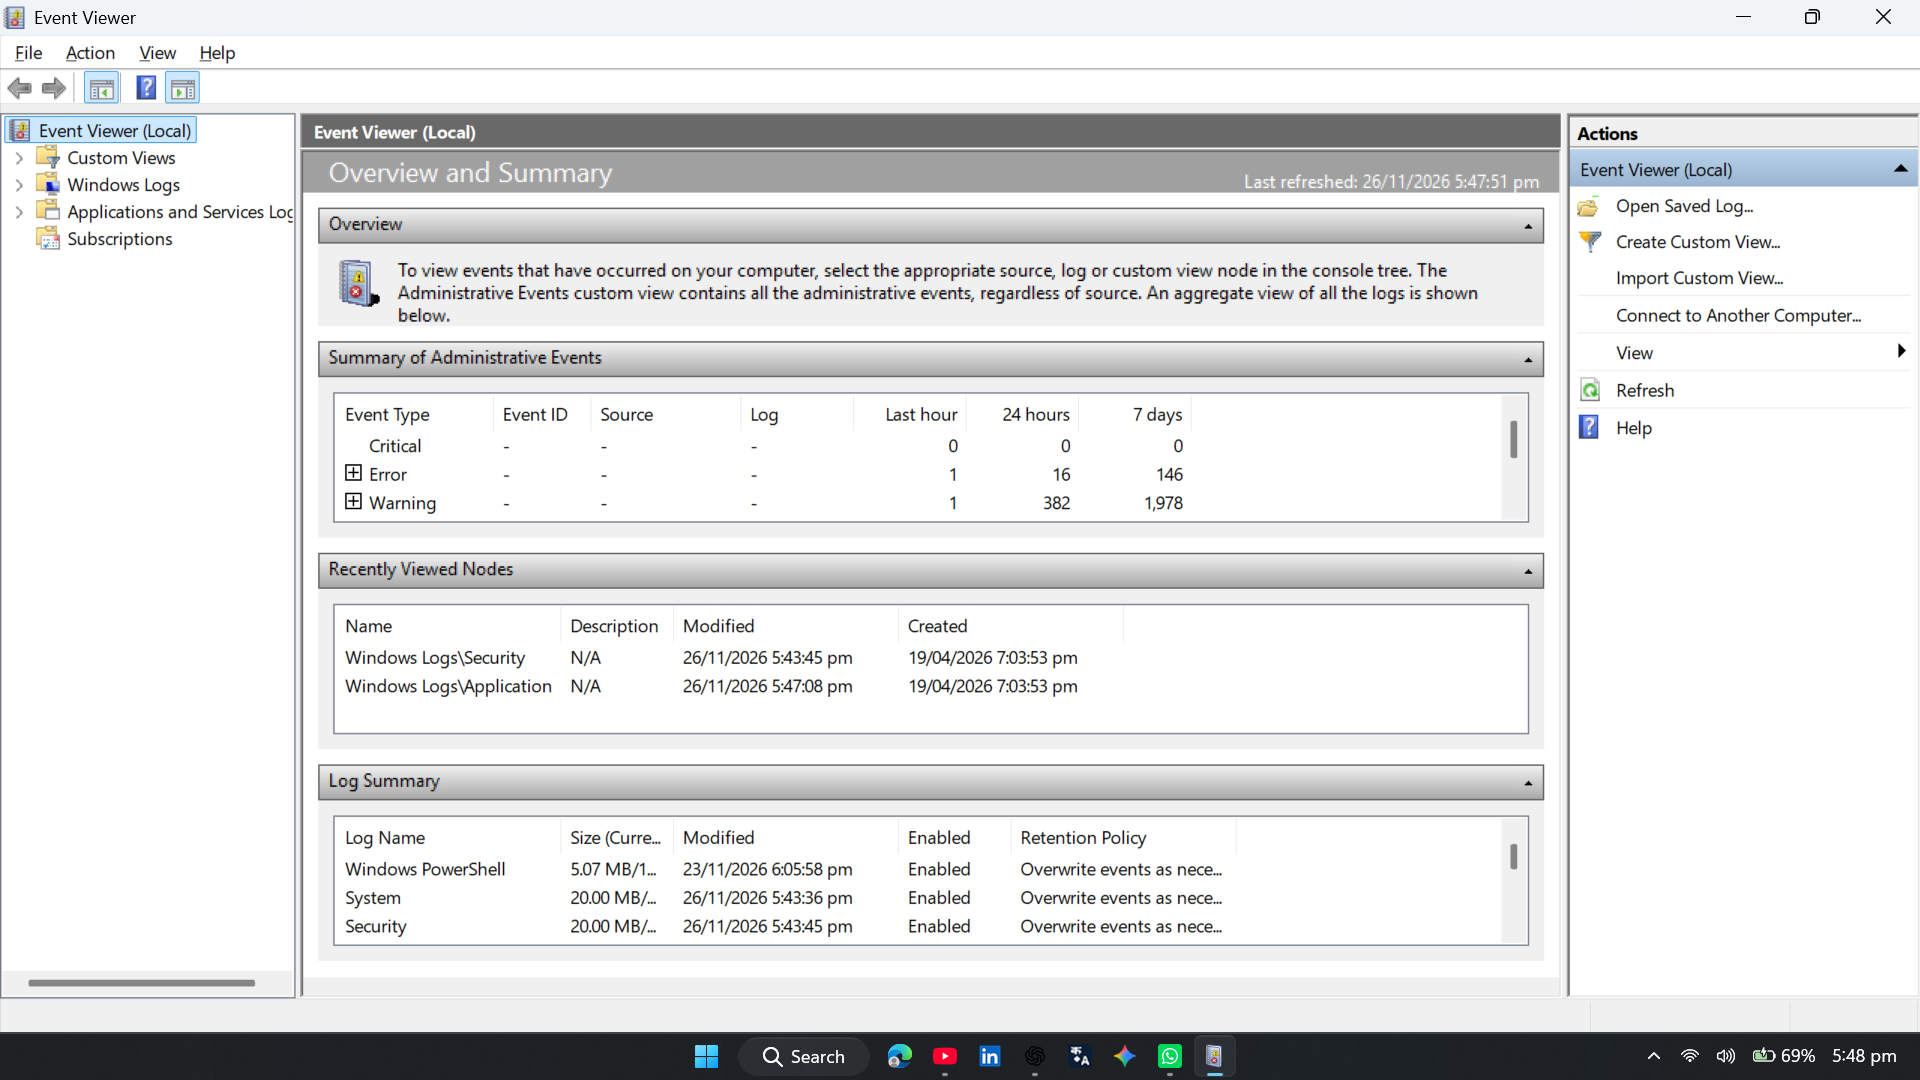 Event Viewer
File Action View Help
Event Viewer (Local)
Custom Views
Windows Logs
Applications and Services Log
Subscriptions
Event Viewer (Local)
Overview and Summary
Last refreshed: 26/11/2026 5:47:51 pm
Overview
To view events that have occurred on your computer, select the appropriate source, log or custom view node in the console tree. The
Administrative Events custom view contains all the administrative events, regardless of source. An aggregate view of all the logs is shown
below.
Summary of Administrative Events
Event Type Event ID Source Log Last hour 24 hours 7 days
Critical - - - 0 0 0
Error - - - 1 16 146
Warning - - - 1 382 1,978
Recently Viewed Nodes
Name Description Modified Created
Windows Logs\Security N/A 26/11/2026 5:43:45 pm 19/04/2026 7:03:53 pm
Windows Logs\Application N/A 26/11/2026 5:47:08 pm 19/04/2026 7:03:53 pm
Log Summary
Log Name Size (Curre... Modified Enabled Retention Policy
Windows PowerShell 5.07 MB/1... 23/11/2026 6:05:58 pm Enabled Overwrite events as nece...
System 20.00 MB/... 26/11/2026 5:43:36 pm Enabled Overwrite events as nece...
Security 20.00 MB/... 26/11/2026 5:43:45 pm Enabled Overwrite events as nece...
Actions
Event Viewer (Local)
Open Saved Log...
Create Custom View...
Import Custom View...
Connect to Another Computer...
View
Refresh
Help
Search
69% 5:48 pm